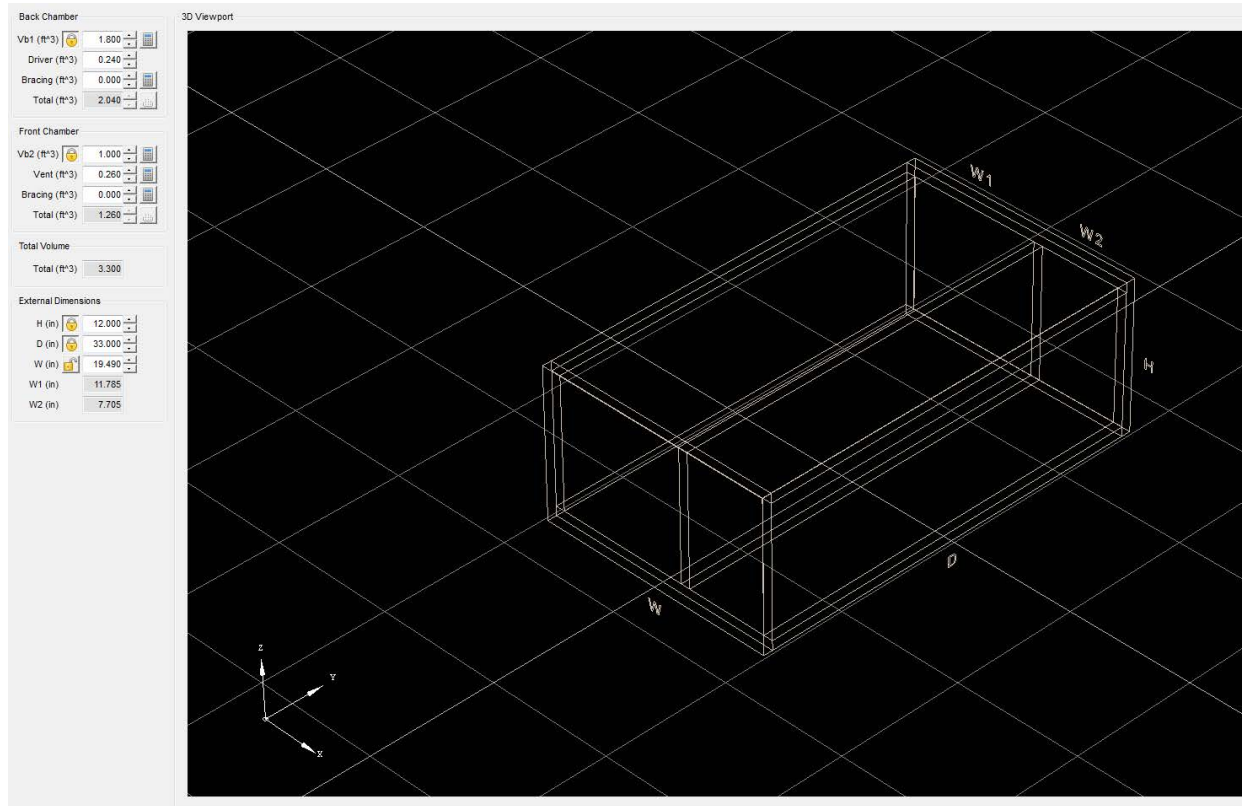 Back Chamber
Vb1 (ft^3) 1.800
Driver (ft^3) 0.240
Bracing (ft^3) 0.000
Total (ft^3) 2.040
Front Chamber
Vb2 (ft^3) 1.000
Vent (ft^3) 0.260
Bracing (ft^3) 0.000
Total (ft^3) 1.260
Total Volume
Total (ft^3) 3.300
External Dimensions
H (in) 12.000
D (in) 33.000
W (in) 19.490
W1 (in) 11.785
W2 (in) 7.705
3D Viewport
W1
W2
H
D
W
Z
Y
X